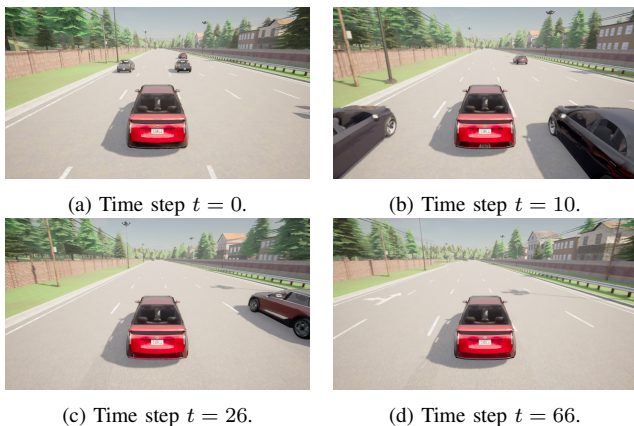 (a) Time step t = 0.
(b) Time step t = 10.
(c) Time step t = 26.
(d) Time step t = 66.